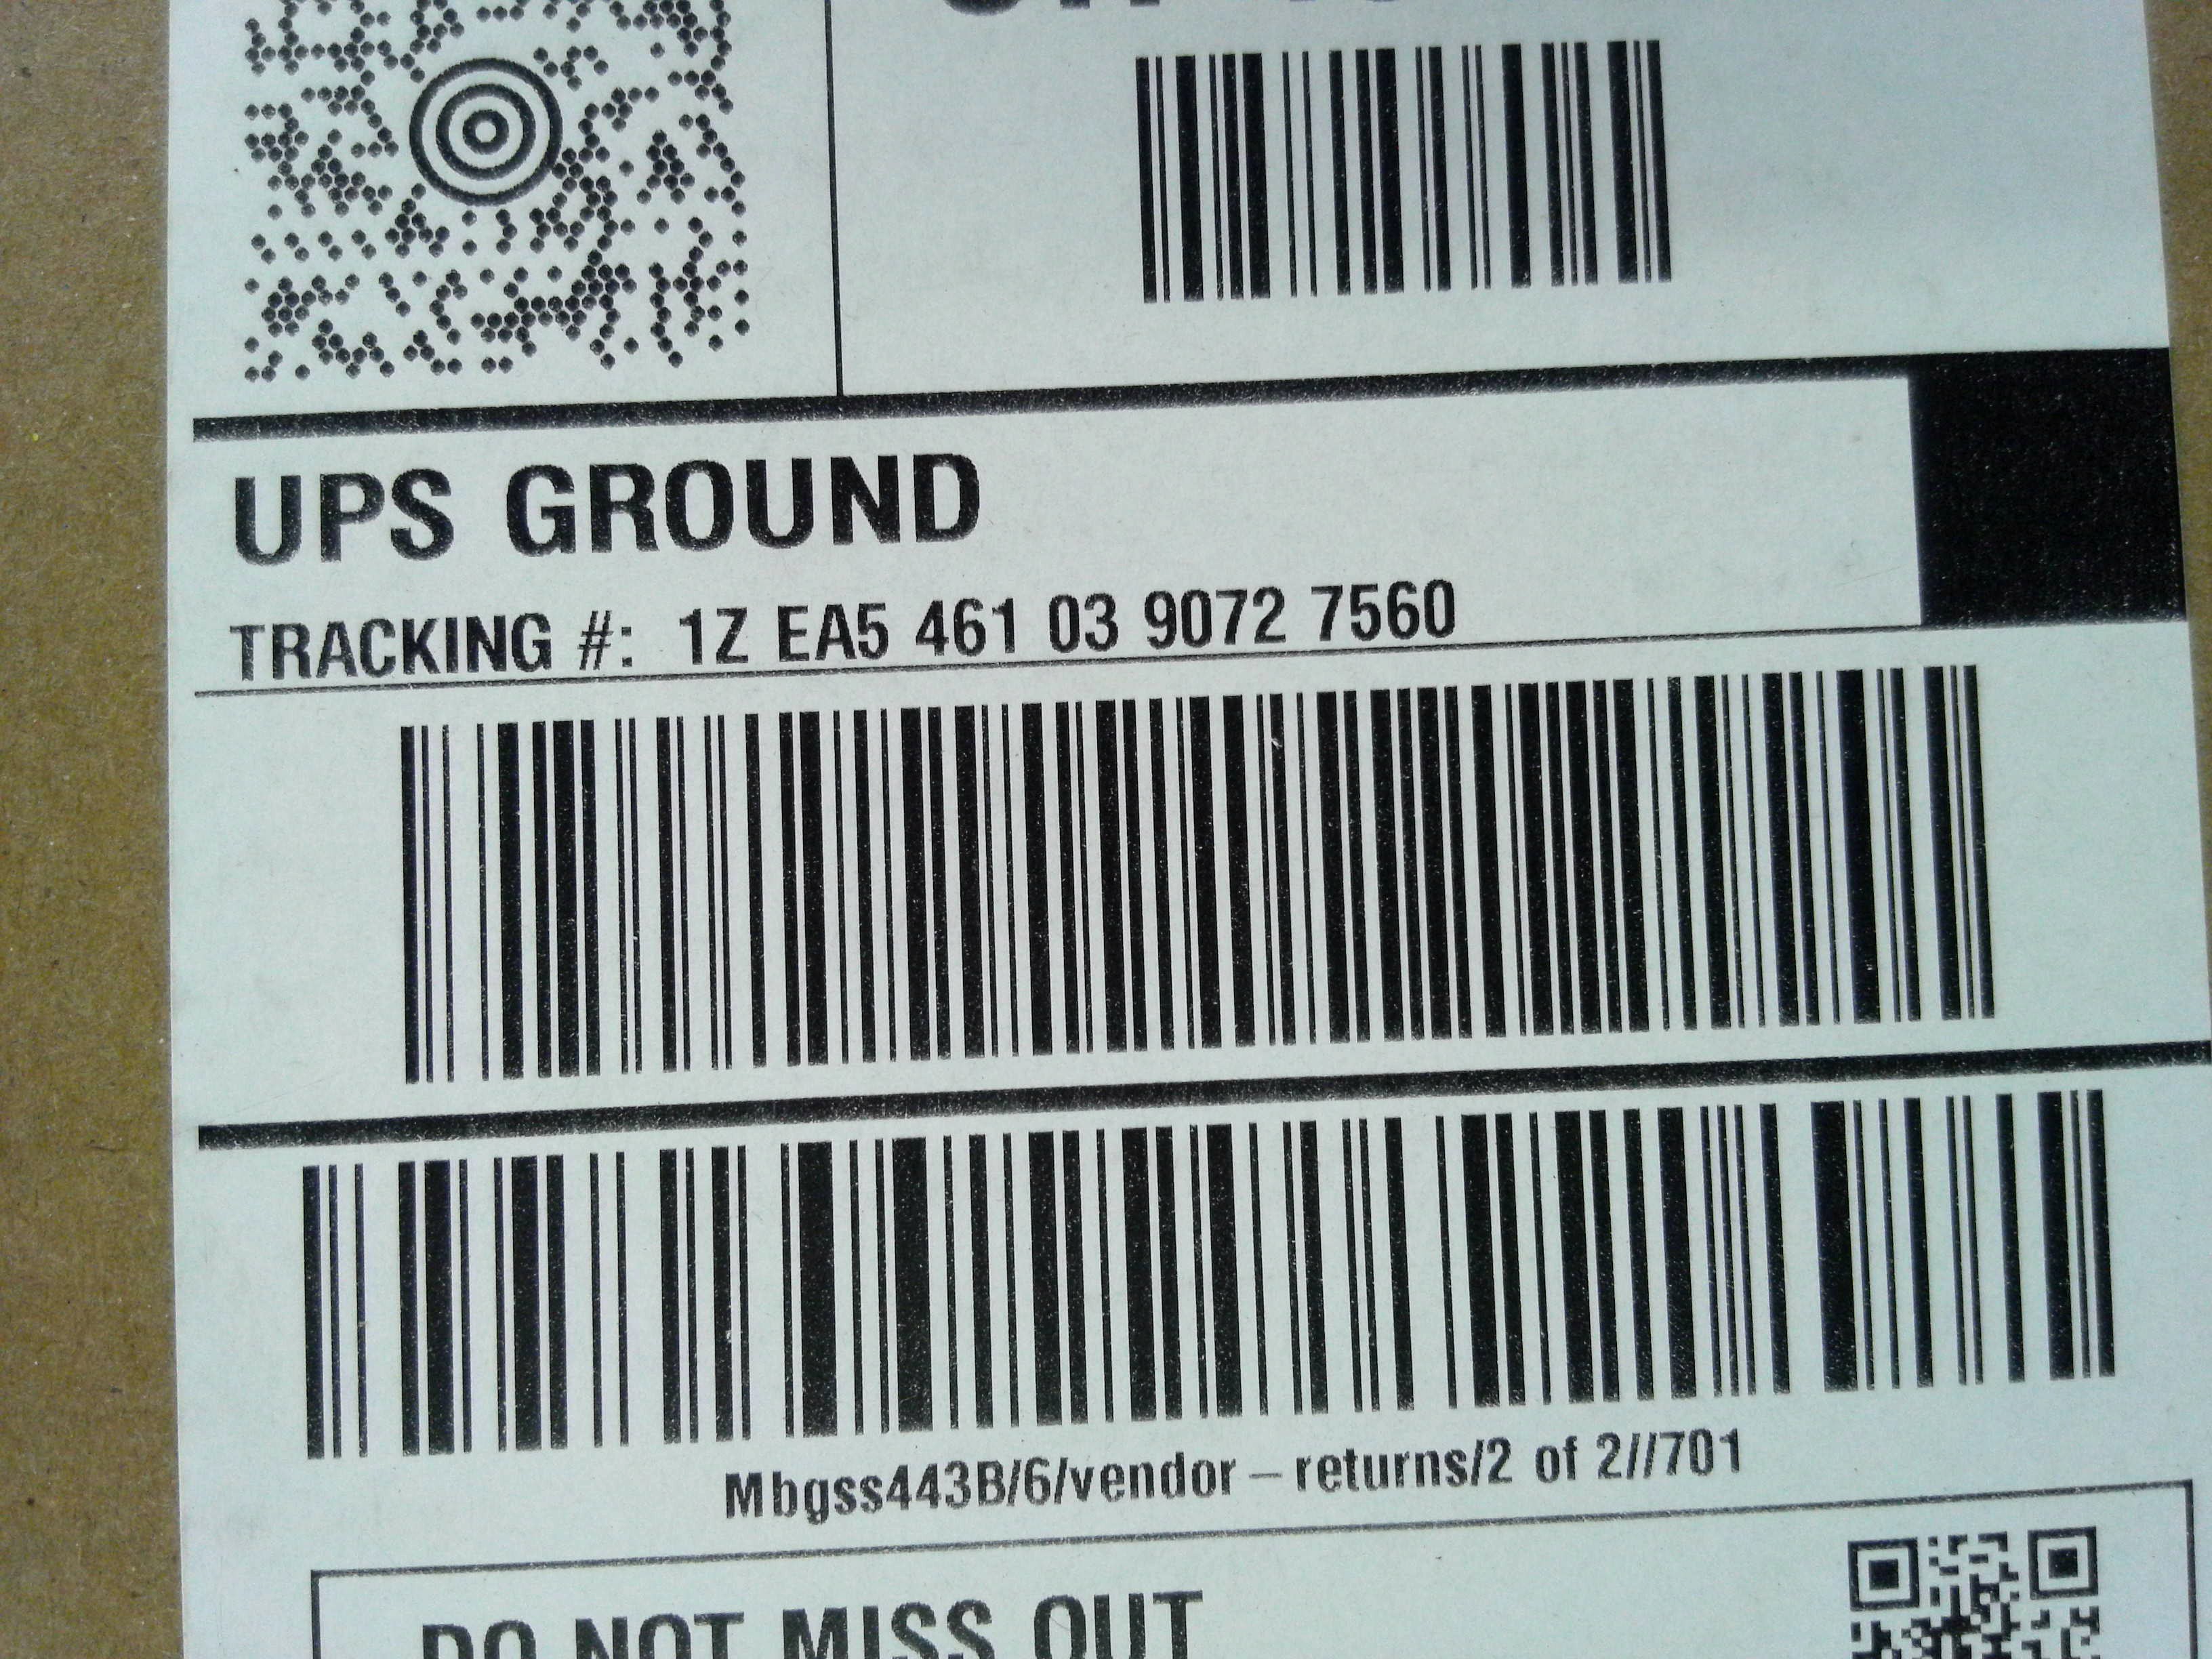 UPS GROUND
TRACKING #: 1Z EA5 461 03 9072 7560
Mbgss443B/6/vendor – returns/2 of 2//701
DO NOT MISS OUT